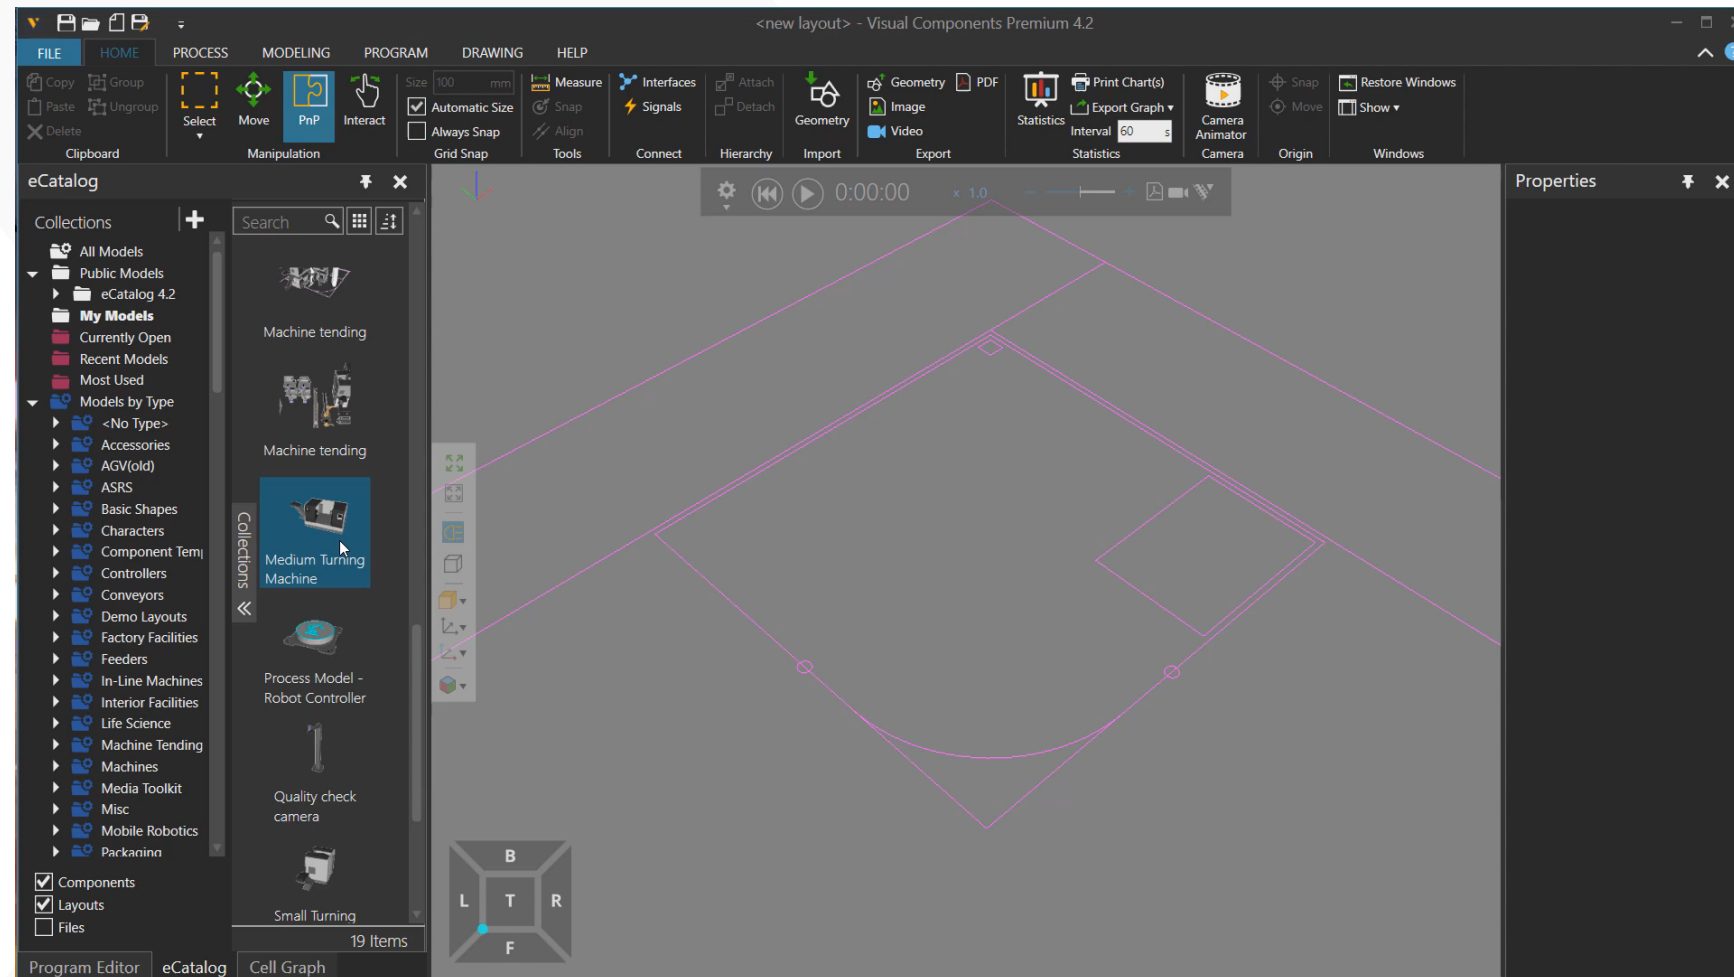 <new layout> - Visual Components Premium 4.2
FILE HOME PROCESS MODELING PROGRAM DRAWING HELP
Copy Group
Paste Ungroup
Delete
Clipboard
Select Move PnP Interact
Manipulation
Size 100 mm
Automatic Size
Always Snap
Grid Snap
Measure
Snap
Align
Tools
Interfaces
Signals
Connect
Attach
Detach
Hierarchy
Geometry
Import
Geometry PDF
Image
Video
Export
Statistics
Print Chart(s)
Export Graph
Interval 60 s
Statistics
Camera
Animator
Camera
Snap
Move
Origin
Restore Windows
Show
Windows
eCatalog
Collections
All Models
Public Models
eCatalog 4.2
My Models
Currently Open
Recent Models
Most Used
Models by Type
<No Type>
Accessories
AGV(old)
ASRS
Basic Shapes
Characters
Component Temp
Controllers
Conveyors
Demo Layouts
Factory Facilities
Feeders
In-Line Machines
Interior Facilities
Life Science
Machine Tending
Machines
Media Toolkit
Misc
Mobile Robotics
Packaging
Components
Layouts
Files
Search
Collections
Machine tending
Machine tending
Medium Turning
Machine
Process Model -
Robot Controller
Quality check
camera
Small Turning
19 Items
Program Editor eCatalog Cell Graph
0:00:00 x 1.0
B
L T R
F
Properties